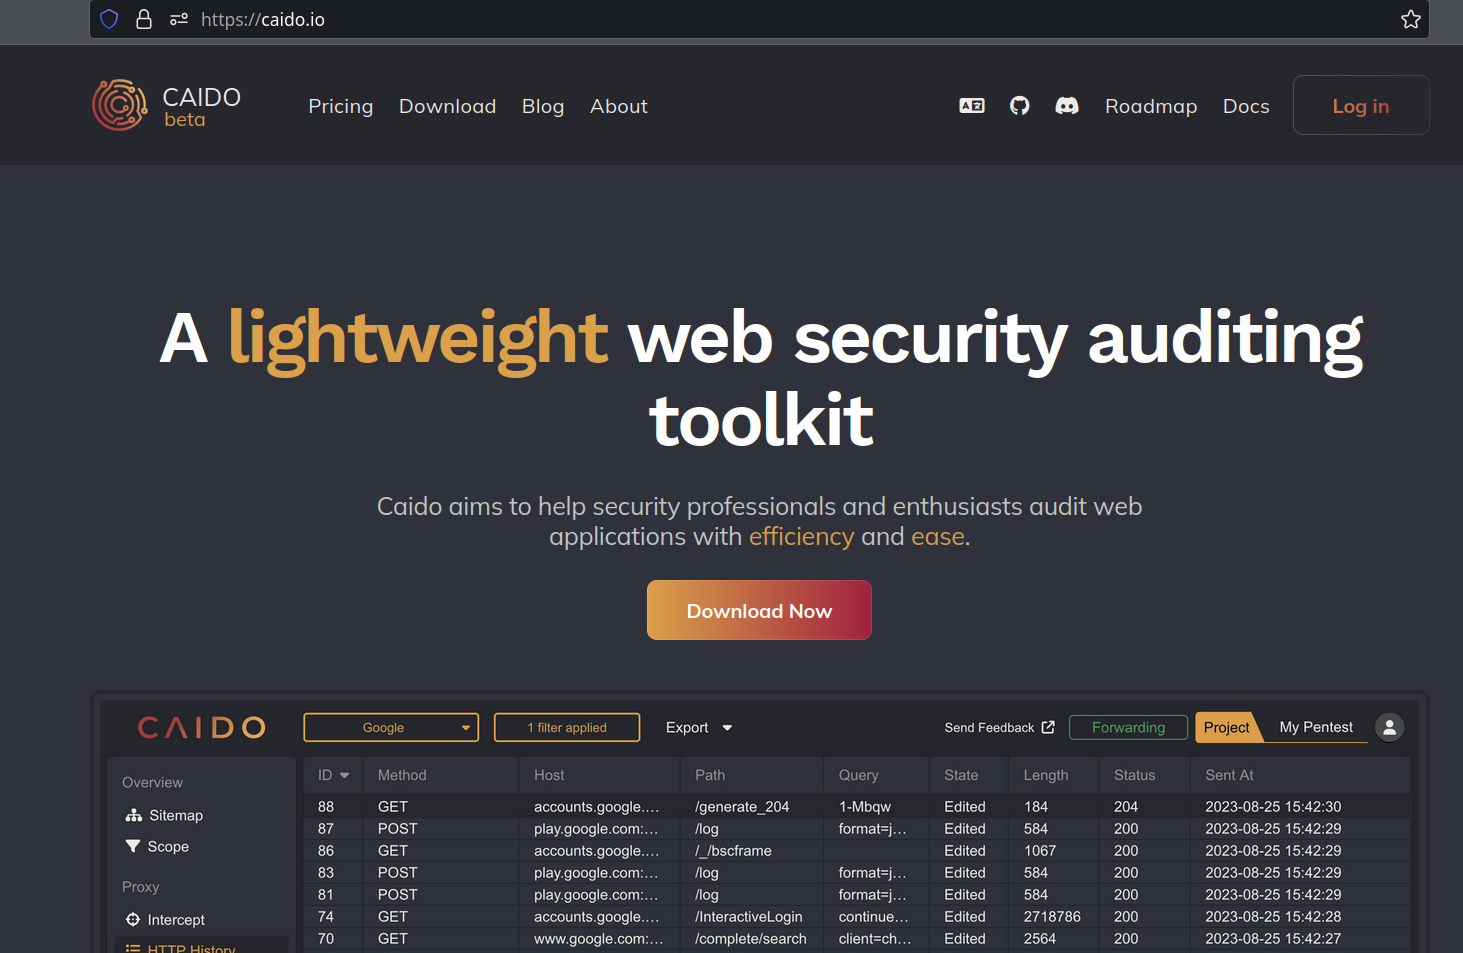 https://caido.io
CAIDO
beta
Pricing Download Blog About
Roadmap Docs Log in
A lightweight web security auditing
toolkit
Caido aims to help security professionals and enthusiasts audit web
applications with efficiency and ease.
Download Now
CAIDO Google 1 filter applied Export Send Feedback Forwarding Project My Pentest
Overview
Sitemap
Scope
Proxy
Intercept
HTTP History
ID Method Host Path Query State Length Status Sent At
88 GET accounts.google.... /generate_204 1-Mbqw Edited 184 204 2023-08-25 15:42:30
87 POST play.google.com:... /log format=j... Edited 584 200 2023-08-25 15:42:29
86 GET accounts.google.... /_/bscframe Edited 1067 200 2023-08-25 15:42:29
83 POST play.google.com:... /log format=j... Edited 584 200 2023-08-25 15:42:29
81 POST play.google.com:... /log format=j... Edited 584 200 2023-08-25 15:42:29
74 GET accounts.google.... /InteractiveLogin continue... Edited 2718786 200 2023-08-25 15:42:28
70 GET www.google.com:... /complete/search client=ch... Edited 2564 200 2023-08-25 15:42:27